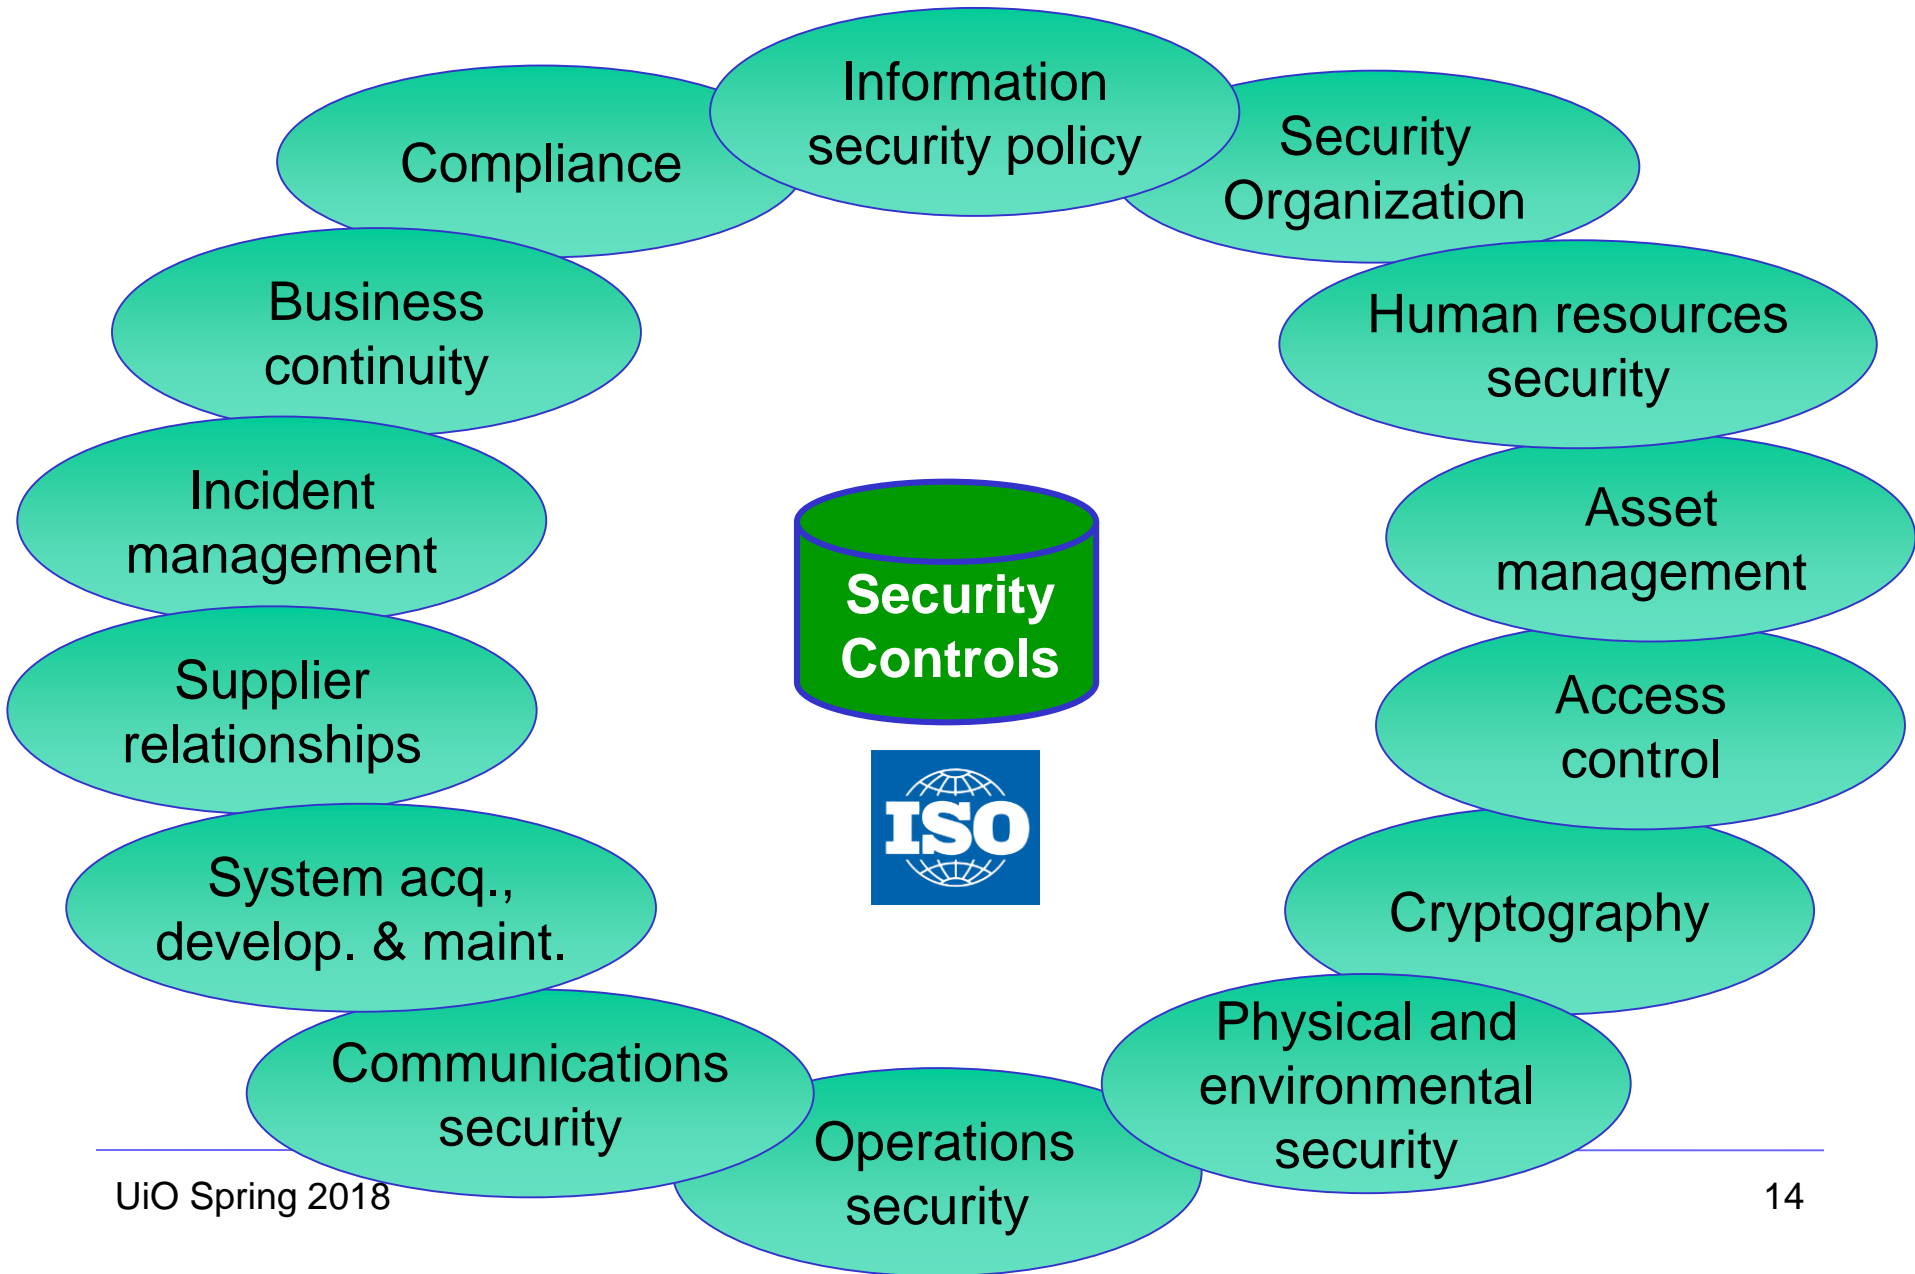 Information
security policy
Security
Organization
Human resources
security
Asset
management
Access
control
Cryptography
Physical and
environmental
security
Operations
security
Communications
security
System acq.,
develop. & maint.
Supplier
relationships
Incident
management
Business
continuity
Compliance
Security
Controls
ISO
UiO Spring 2018
14